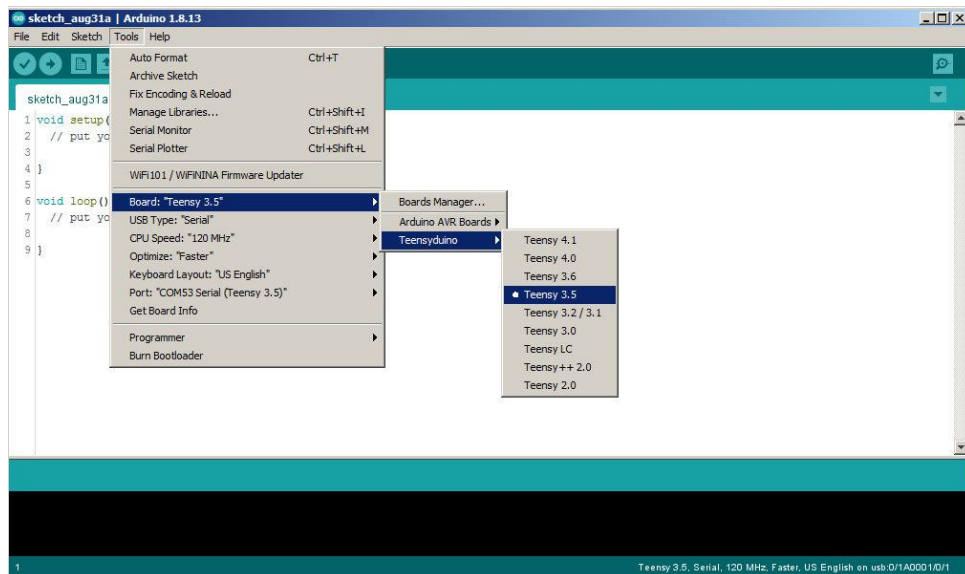 sketch_aug31a | Arduino 1.8.13
File Edit Sketch Tools Help
sketch_aug31a
1 void setup(
2 // put yo
3
4 }
5
6 void loop()
7 // put yo
8
9 }
Auto Format Ctrl+T
Archive Sketch
Fix Encoding & Reload
Manage Libraries... Ctrl+Shift+I
Serial Monitor Ctrl+Shift+M
Serial Plotter Ctrl+Shift+L
WiFi101 / WiFiNINA Firmware Updater
Board: "Teensy 3.5"
USB Type: "Serial"
CPU Speed: "120 MHz"
Optimize: "Faster"
Keyboard Layout: "US English"
Port: "COM53 Serial (Teensy 3.5)"
Get Board Info
Programmer
Burn Bootloader
Boards Manager...
Arduino AVR Boards
Teensyduino
Teensy 4.1
Teensy 4.0
Teensy 3.6
Teensy 3.5
Teensy 3.2 / 3.1
Teensy 3.0
Teensy LC
Teensy++ 2.0
Teensy 2.0
1 Teensy 3.5, Serial, 120 MHz, Faster, US English on usb:0/1A0001/0/1